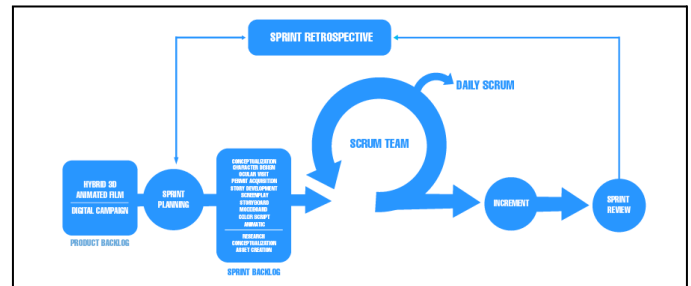 SPRINT RETROSPECTIVE
DAILY SCRUM
SCRUM TEAM
HYBRID 3D
ANIMATED FILM
DIGITAL CAMPAIGN
PRODUCT BACKLOG
SPRINT
PLANNING
CONCEPTUALIZATION
CHARACTER DESIGN
OCULAR VISIT
PERMIT ACQUISITION
STORY DEVELOPMENT
SCREENPLAY
STORYBOARD
MOODBOARD
COLOR SCRIPT
ANIMATIC
RESEARCH
CONCEPTUALIZATION
ASSET CREATION
SPRINT BACKLOG
INCREMENT
SPRINT
REVIEW